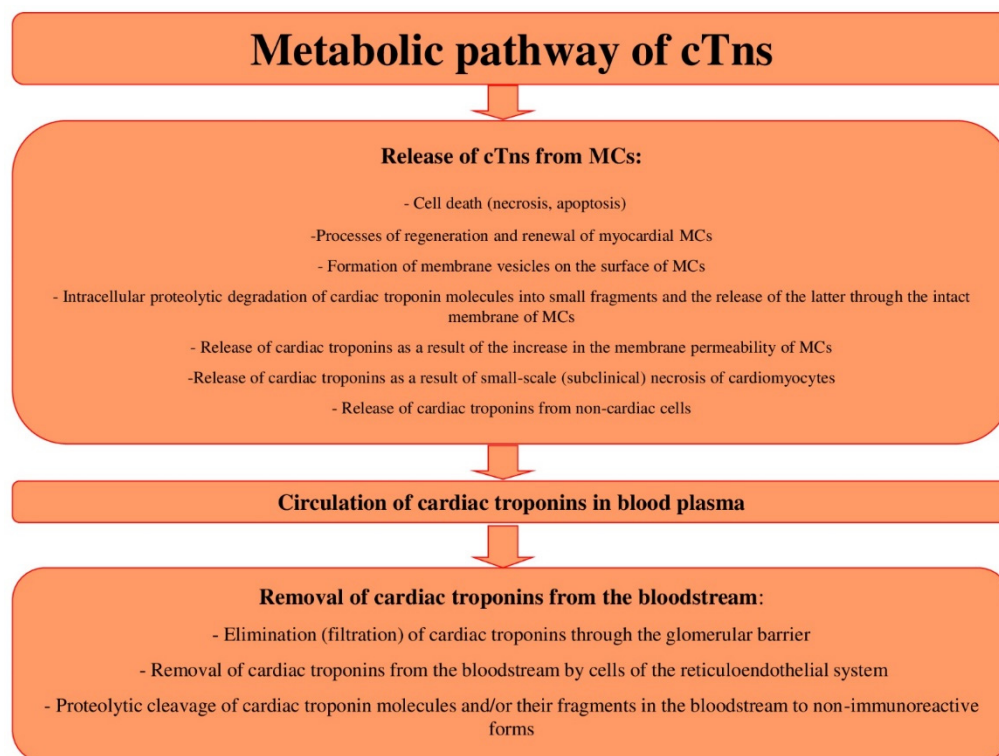 Metabolic pathway of cTns
Release of cTns from MCs:
- Cell death (necrosis, apoptosis)
-Processes of regeneration and renewal of myocardial MCs
- Formation of membrane vesicles on the surface of MCs
- Intracellular proteolytic degradation of cardiac troponin molecules into small fragments and the release of the latter through the intact
membrane of MCs
- Release of cardiac troponins as a result of the increase in the membrane permeability of MCs
-Release of cardiac troponins as a result of small-scale (subclinical) necrosis of cardiomyocytes
- Release of cardiac troponins from non-cardiac cells
Circulation of cardiac troponins in blood plasma
Removal of cardiac troponins from the bloodstream:
- Elimination (filtration) of cardiac troponins through the glomerular barrier
- Removal of cardiac troponins from the bloodstream by cells of the reticuloendothelial system
- Proteolytic cleavage of cardiac troponin molecules and/or their fragments in the bloodstream to non-immunoreactive
forms